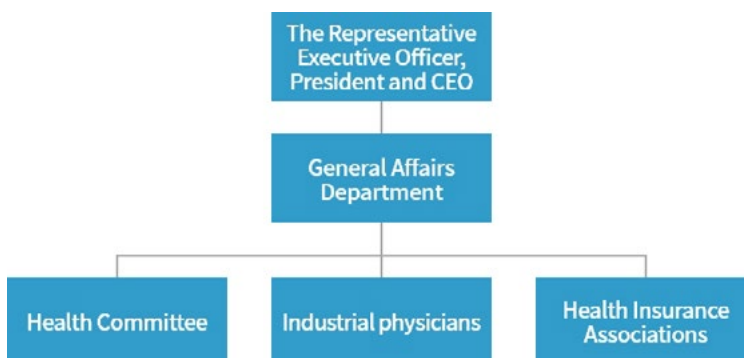 The Representative
Executive Officer,
President and CEO
General Affairs
Department
Health Committee
Industrial physicians
Health Insurance
Associations